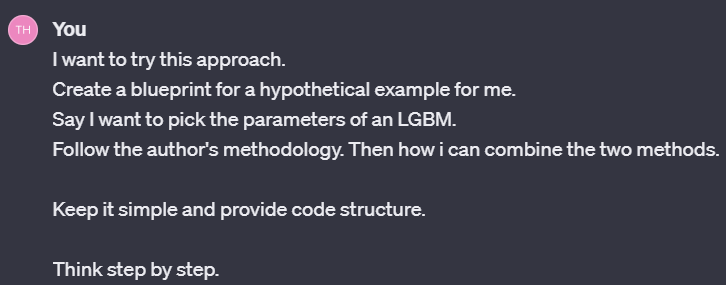 TH You
I want to try this approach.
Create a blueprint for a hypothetical example for me.
Say I want to pick the parameters of an LGBM.
Follow the author's methodology. Then how i can combine the two methods.
Keep it simple and provide code structure.
Think step by step.